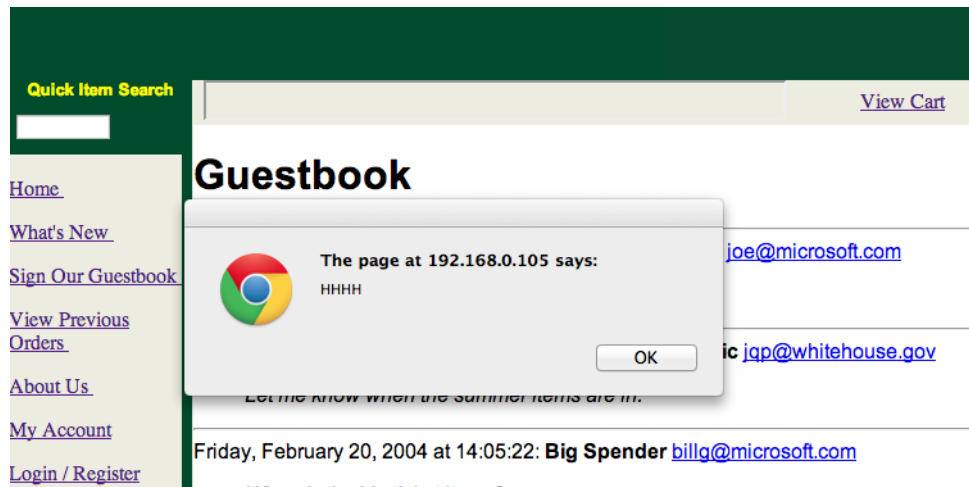 Quick Item Search
View Cart
Guestbook
Home
What's New
Sign Our Guestbook
View Previous
Orders
About Us
My Account
Login / Register
The page at 192.168.0.105 says:
HHHH
OK
joe@microsoft.com
ic jqp@whitehouse.gov
Let me know when the summer items are in.
Friday, February 20, 2004 at 14:05:22: Big Spender billg@microsoft.com